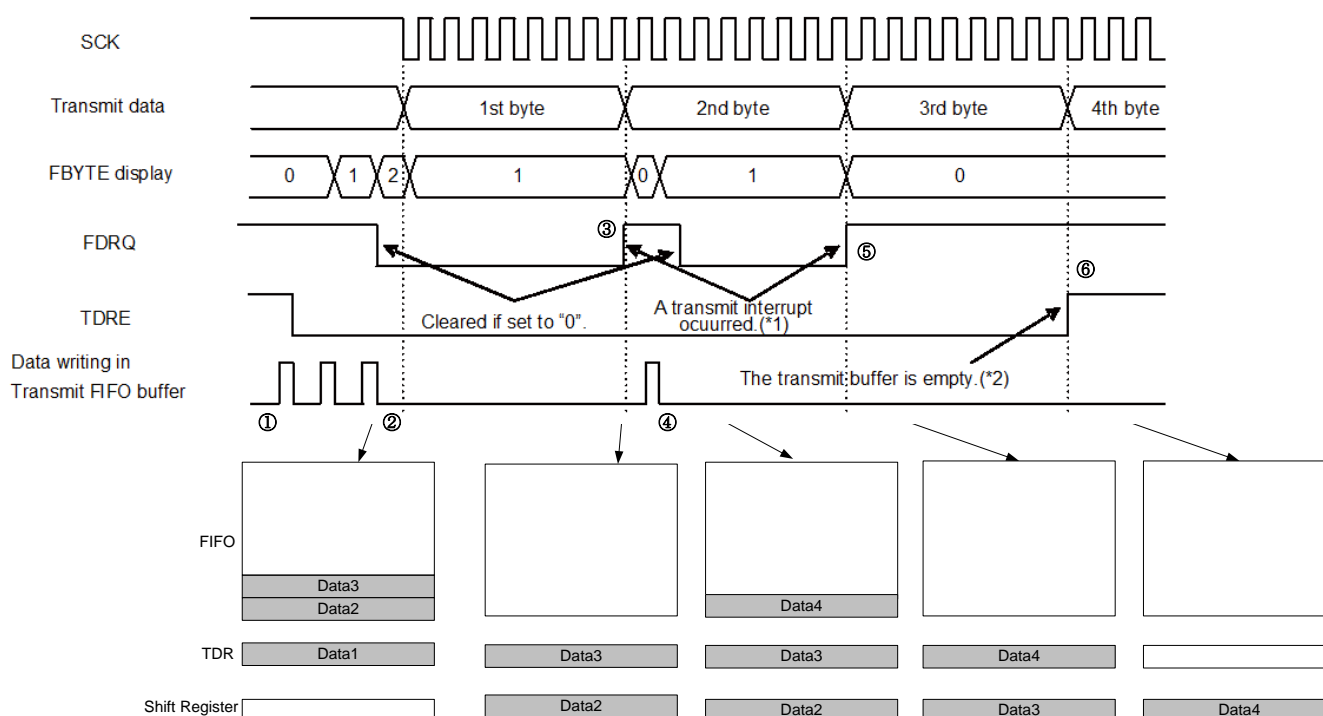 SCK
Transmit data
1st byte
2nd byte
3rd byte
4th byte
FBYTE display
0
1
2
1
0
1
0
FDRQ
③
⑤
⑥
TDRE
Cleared if set to “0”.
A transmit interrupt
ocuurred.(*1)
Data writing in
Transmit FIFO buffer
The transmit buffer is empty.(*2)
①
②
④
FIFO
Data3
Data2
Data4
TDR
Data1
Data3
Data3
Data4
Shift Register
Data2
Data2
Data3
Data4